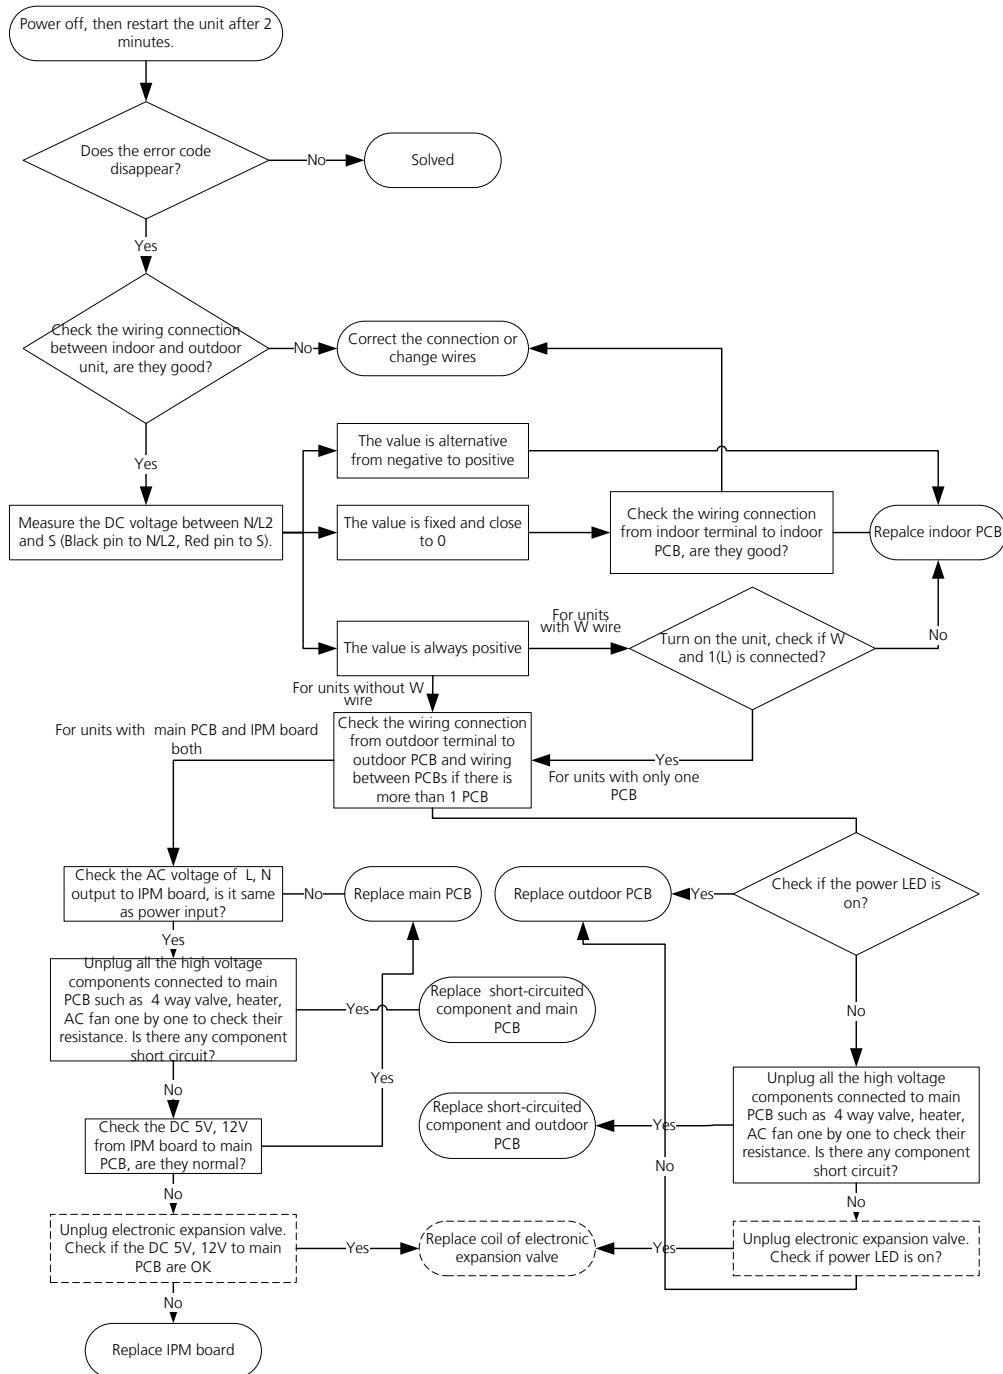 Power off, then restart the unit after 2
minutes.
Does the error code
disappear?
No
Solved
Yes
Check the wiring connection
between indoor and outdoor
unit, are they good?
No
Correct the connection or
change wires
Yes
The value is alternative
from negative to positive
Measure the DC voltage between N/L2
and S (Black pin to N/L2, Red pin to S).
The value is fixed and close
to 0
Check the wiring connection
from indoor terminal to indoor
PCB, are they good?
Repalce indoor PCB
The value is always positive
For units
with W wire
Turn on the unit, check if W
and 1(L) is connected?
No
For units without W
wire
For units with  main PCB and IPM board
both
Check the wiring connection
from outdoor terminal to
outdoor PCB and wiring
between PCBs if there is
more than 1 PCB
Yes
For units with only one
PCB
Check the AC voltage of  L, N
output to IPM board, is it same
as power input?
No
Replace main PCB
Replace outdoor PCB
Yes
Check if the power LED is
on?
Yes
Unplug all the high voltage
components connected to main
PCB such as  4 way valve, heater,
AC fan one by one to check their
resistance. Is there any component
short circuit?
Yes
Replace  short-circuited
component and main
PCB
No
No
Yes
Check the DC 5V, 12V
from IPM board to main
PCB, are they normal?
Replace short-circuited
component and outdoor
PCB
Yes
Unplug all the high voltage
components connected to main
PCB such as  4 way valve, heater,
AC fan one by one to check their
resistance. Is there any component
short circuit?
No
No
No
Unplug electronic expansion valve.
Check if the DC 5V, 12V to main
PCB are OK
Yes
Replace coil of electronic
expansion valve
Yes
Unplug electronic expansion valve.
Check if power LED is on?
No
Replace IPM board